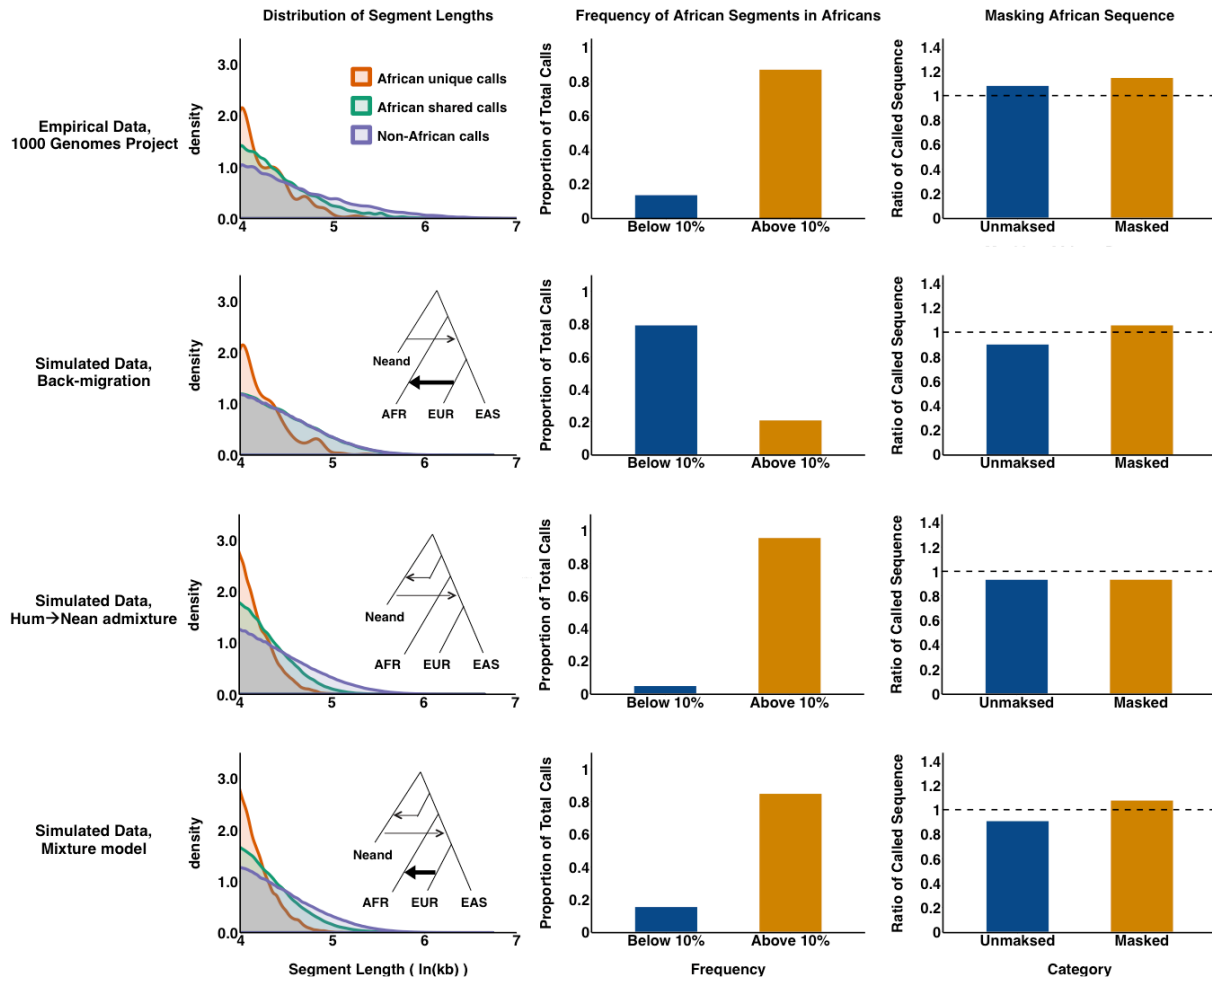 Distribution of Segment Lengths
Frequency of African Segments in Africans
Masking African Sequence
Empirical Data,
1000 Genomes Project
density
3.0
2.0
1.0
0.0
4
5
6
7
African unique calls
African shared calls
Non-African calls
Proportion of Total Calls
1
0.8
0.6
0.4
0.2
0
Below 10%
Above 10%
Ratio of Called Sequence
1.4
1.2
1
0.8
0.6
0.4
0.2
0
Unmaksed
Masked
Simulated Data,
Back-migration
density
3.0
2.0
1.0
0.0
4
5
6
7
Neand
AFR
EUR
EAS
Proportion of Total Calls
1
0.8
0.6
0.4
0.2
0
Below 10%
Above 10%
Ratio of Called Sequence
1.4
1.2
1
0.8
0.6
0.4
0.2
0
Unmaksed
Masked
Simulated Data,
Hum→Nean admixture
density
3.0
2.0
1.0
0.0
4
5
6
7
Neand
AFR
EUR
EAS
Proportion of Total Calls
1
0.8
0.6
0.4
0.2
0
Below 10%
Above 10%
Ratio of Called Sequence
1.4
1.2
1
0.8
0.6
0.4
0.2
0
Unmaksed
Masked
Simulated Data,
Mixture model
density
3.0
2.0
1.0
0.0
4
5
6
7
Neand
AFR
EUR
EAS
Segment Length ( ln(kb) )
Proportion of Total Calls
1
0.8
0.6
0.4
0.2
0
Below 10%
Above 10%
Frequency
Ratio of Called Sequence
1.4
1.2
1
0.8
0.6
0.4
0.2
0
Unmaksed
Masked
Category